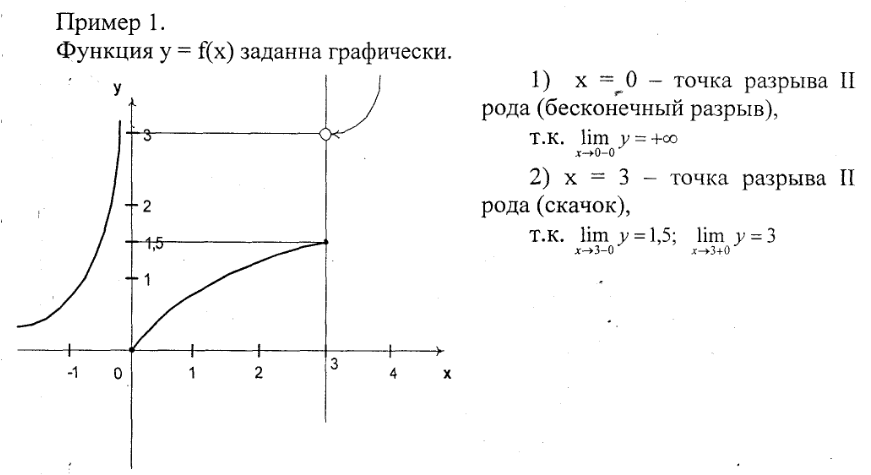 Пример 1.
Функция y = f(x) заданна графически.
y
3
2
1,5
1
-1 0 1 2 3 4 x
1) x = 0 – точка разрыва II
рода (бесконечный разрыв),
т.к. lim y = +∞
x→0−0
2) x = 3 – точка разрыва II
рода (скачок),
т.к. lim y = 1,5; lim y = 3
x→3−0 x→3+0